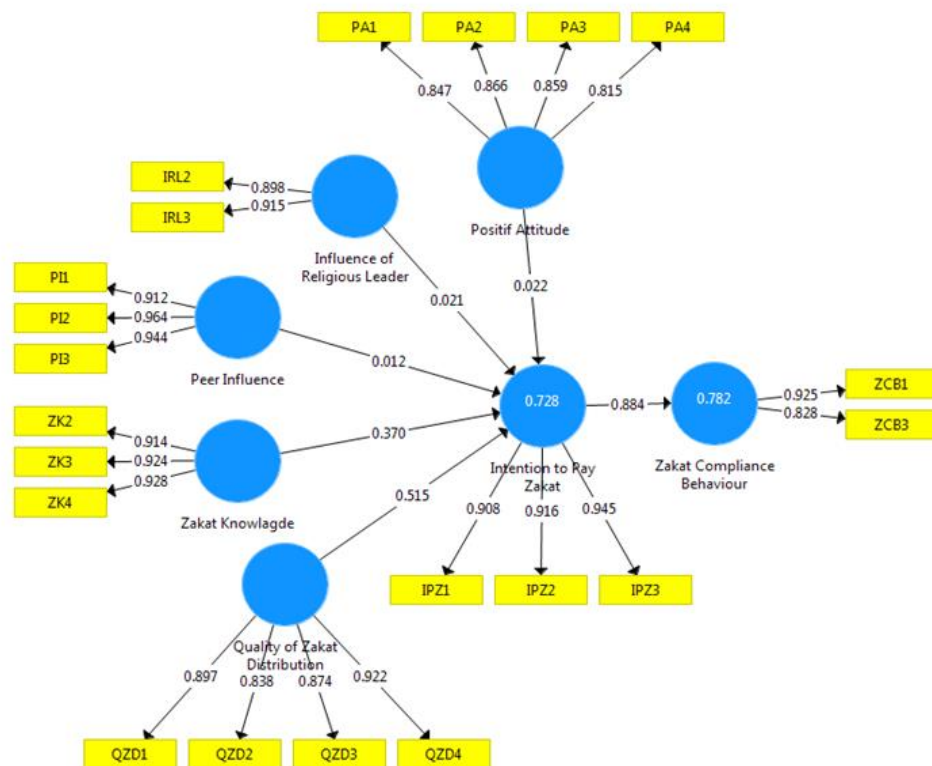 PA1 PA2 PA3 PA4
0.847 0.866 0.859 0.815
Positif Attitude
IRL2
IRL3
0.898
0.915
Influence of
Religious Leader
0.022
0.021
PI1
PI2
PI3
0.912
0.964
0.944
Peer Influence
0.012
ZK2
ZK3
ZK4
0.914
0.924
0.928
Zakat Knowlagde
0.370
0.515
0.728
Intention to Pay
Zakat
0.884
0.782
Zakat Compliance
Behaviour
0.925
0.828
ZCB1
ZCB3
0.908 0.916 0.945
IPZ1 IPZ2 IPZ3
Quality of Zakat
Distribution
0.897 0.838 0.874 0.922
QZD1 QZD2 QZD3 QZD4